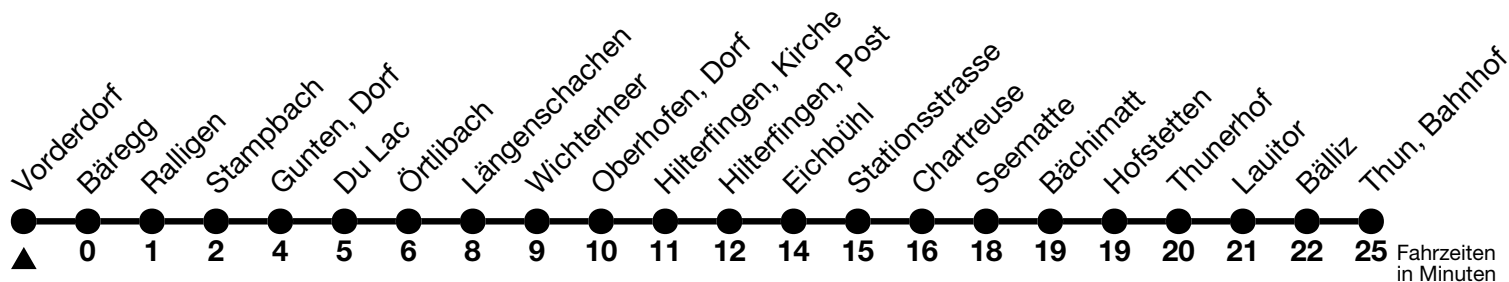 Vorderdorf
Bäregg
Ralligen
Stampbach
Gunten, Dorf
Du Lac
Örtlibach
Längenschachen
Wichterheer
Oberhofen, Dorf
Hilterfingen, Kirche
Hilterfingen, Post
Eichbühl
Stationsstrasse
Chartreuse
Seematte
Bächimatt
Hofstetten
Thunerhof
Lauitor
Bälliz
Thun, Bahnhof
0 1 2 4 5 6 8 9 10 11 12 14 15 16 18 19 19 20 21 22 25
Fahrzeiten
in Minuten